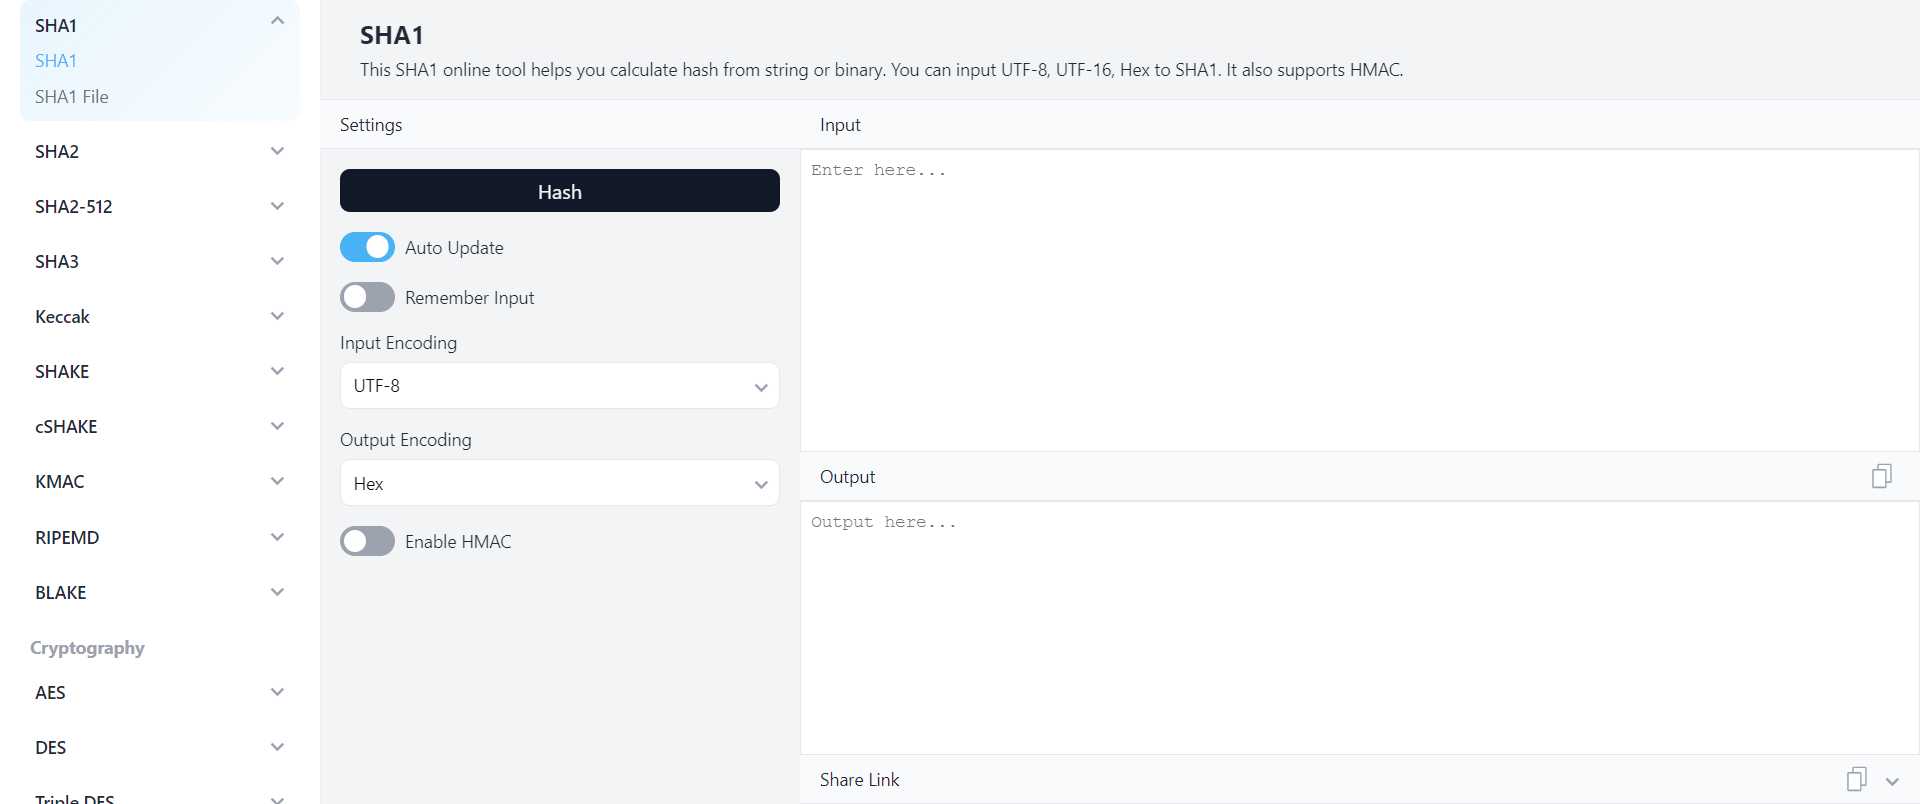 SHA1
SHA1
SHA1 File
SHA2
SHA2-512
SHA3
Keccak
SHAKE
cSHAKE
KMAC
RIPEMD
BLAKE
Cryptography
AES
DES
Triple DES
SHA1
This SHA1 online tool helps you calculate hash from string or binary. You can input UTF-8, UTF-16, Hex to SHA1. It also supports HMAC.
Settings
Hash
Auto Update
Remember Input
Input Encoding
UTF-8
Output Encoding
Hex
Enable HMAC
Input
Enter here...
Output
Output here...
Share Link